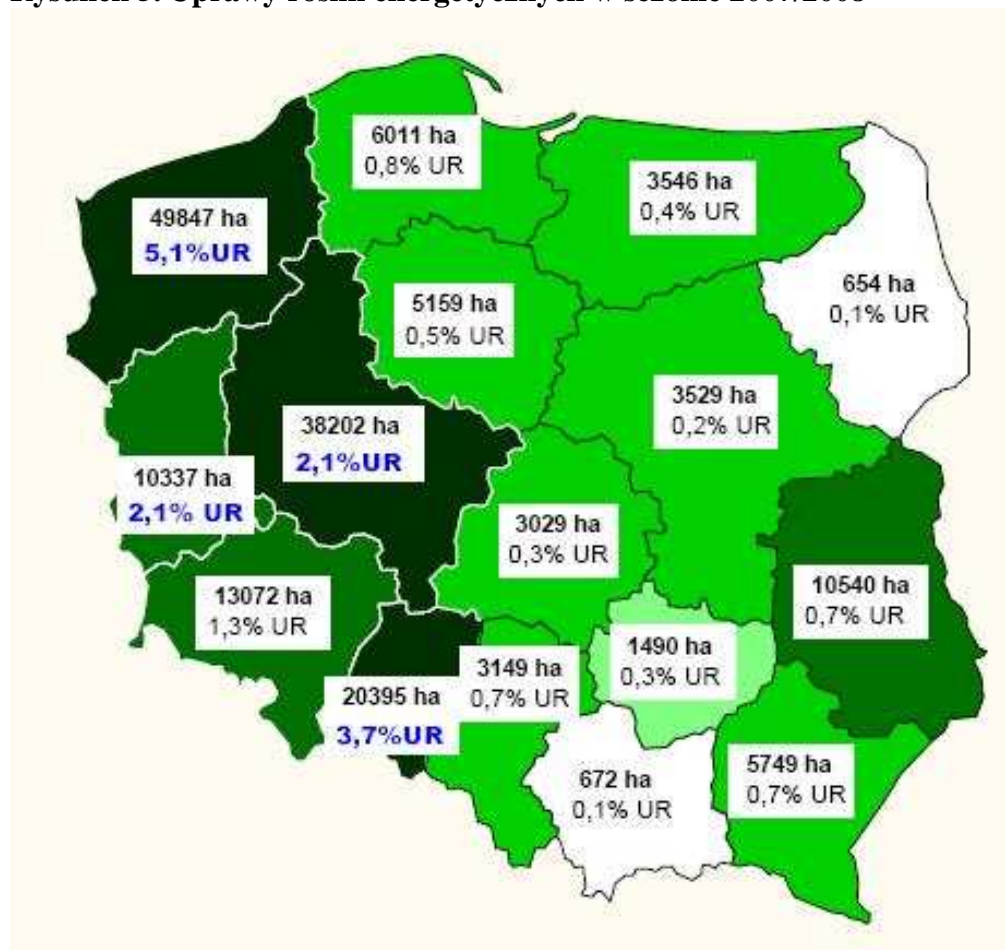 6011 ha
0,8% UR
3546 ha
0,4% UR
49847 ha
5,1%UR
654 ha
0,1% UR
5159 ha
0,5% UR
3529 ha
0,2% UR
38202 ha
2,1%UR
10337 ha
2,1% UR
3029 ha
0,3% UR
10540 ha
0,7% UR
13072 ha
1,3% UR
1490 ha
0,3% UR
3149 ha
0,7% UR
20395 ha
3,7%UR
5749 ha
0,7% UR
672 ha
0,1% UR